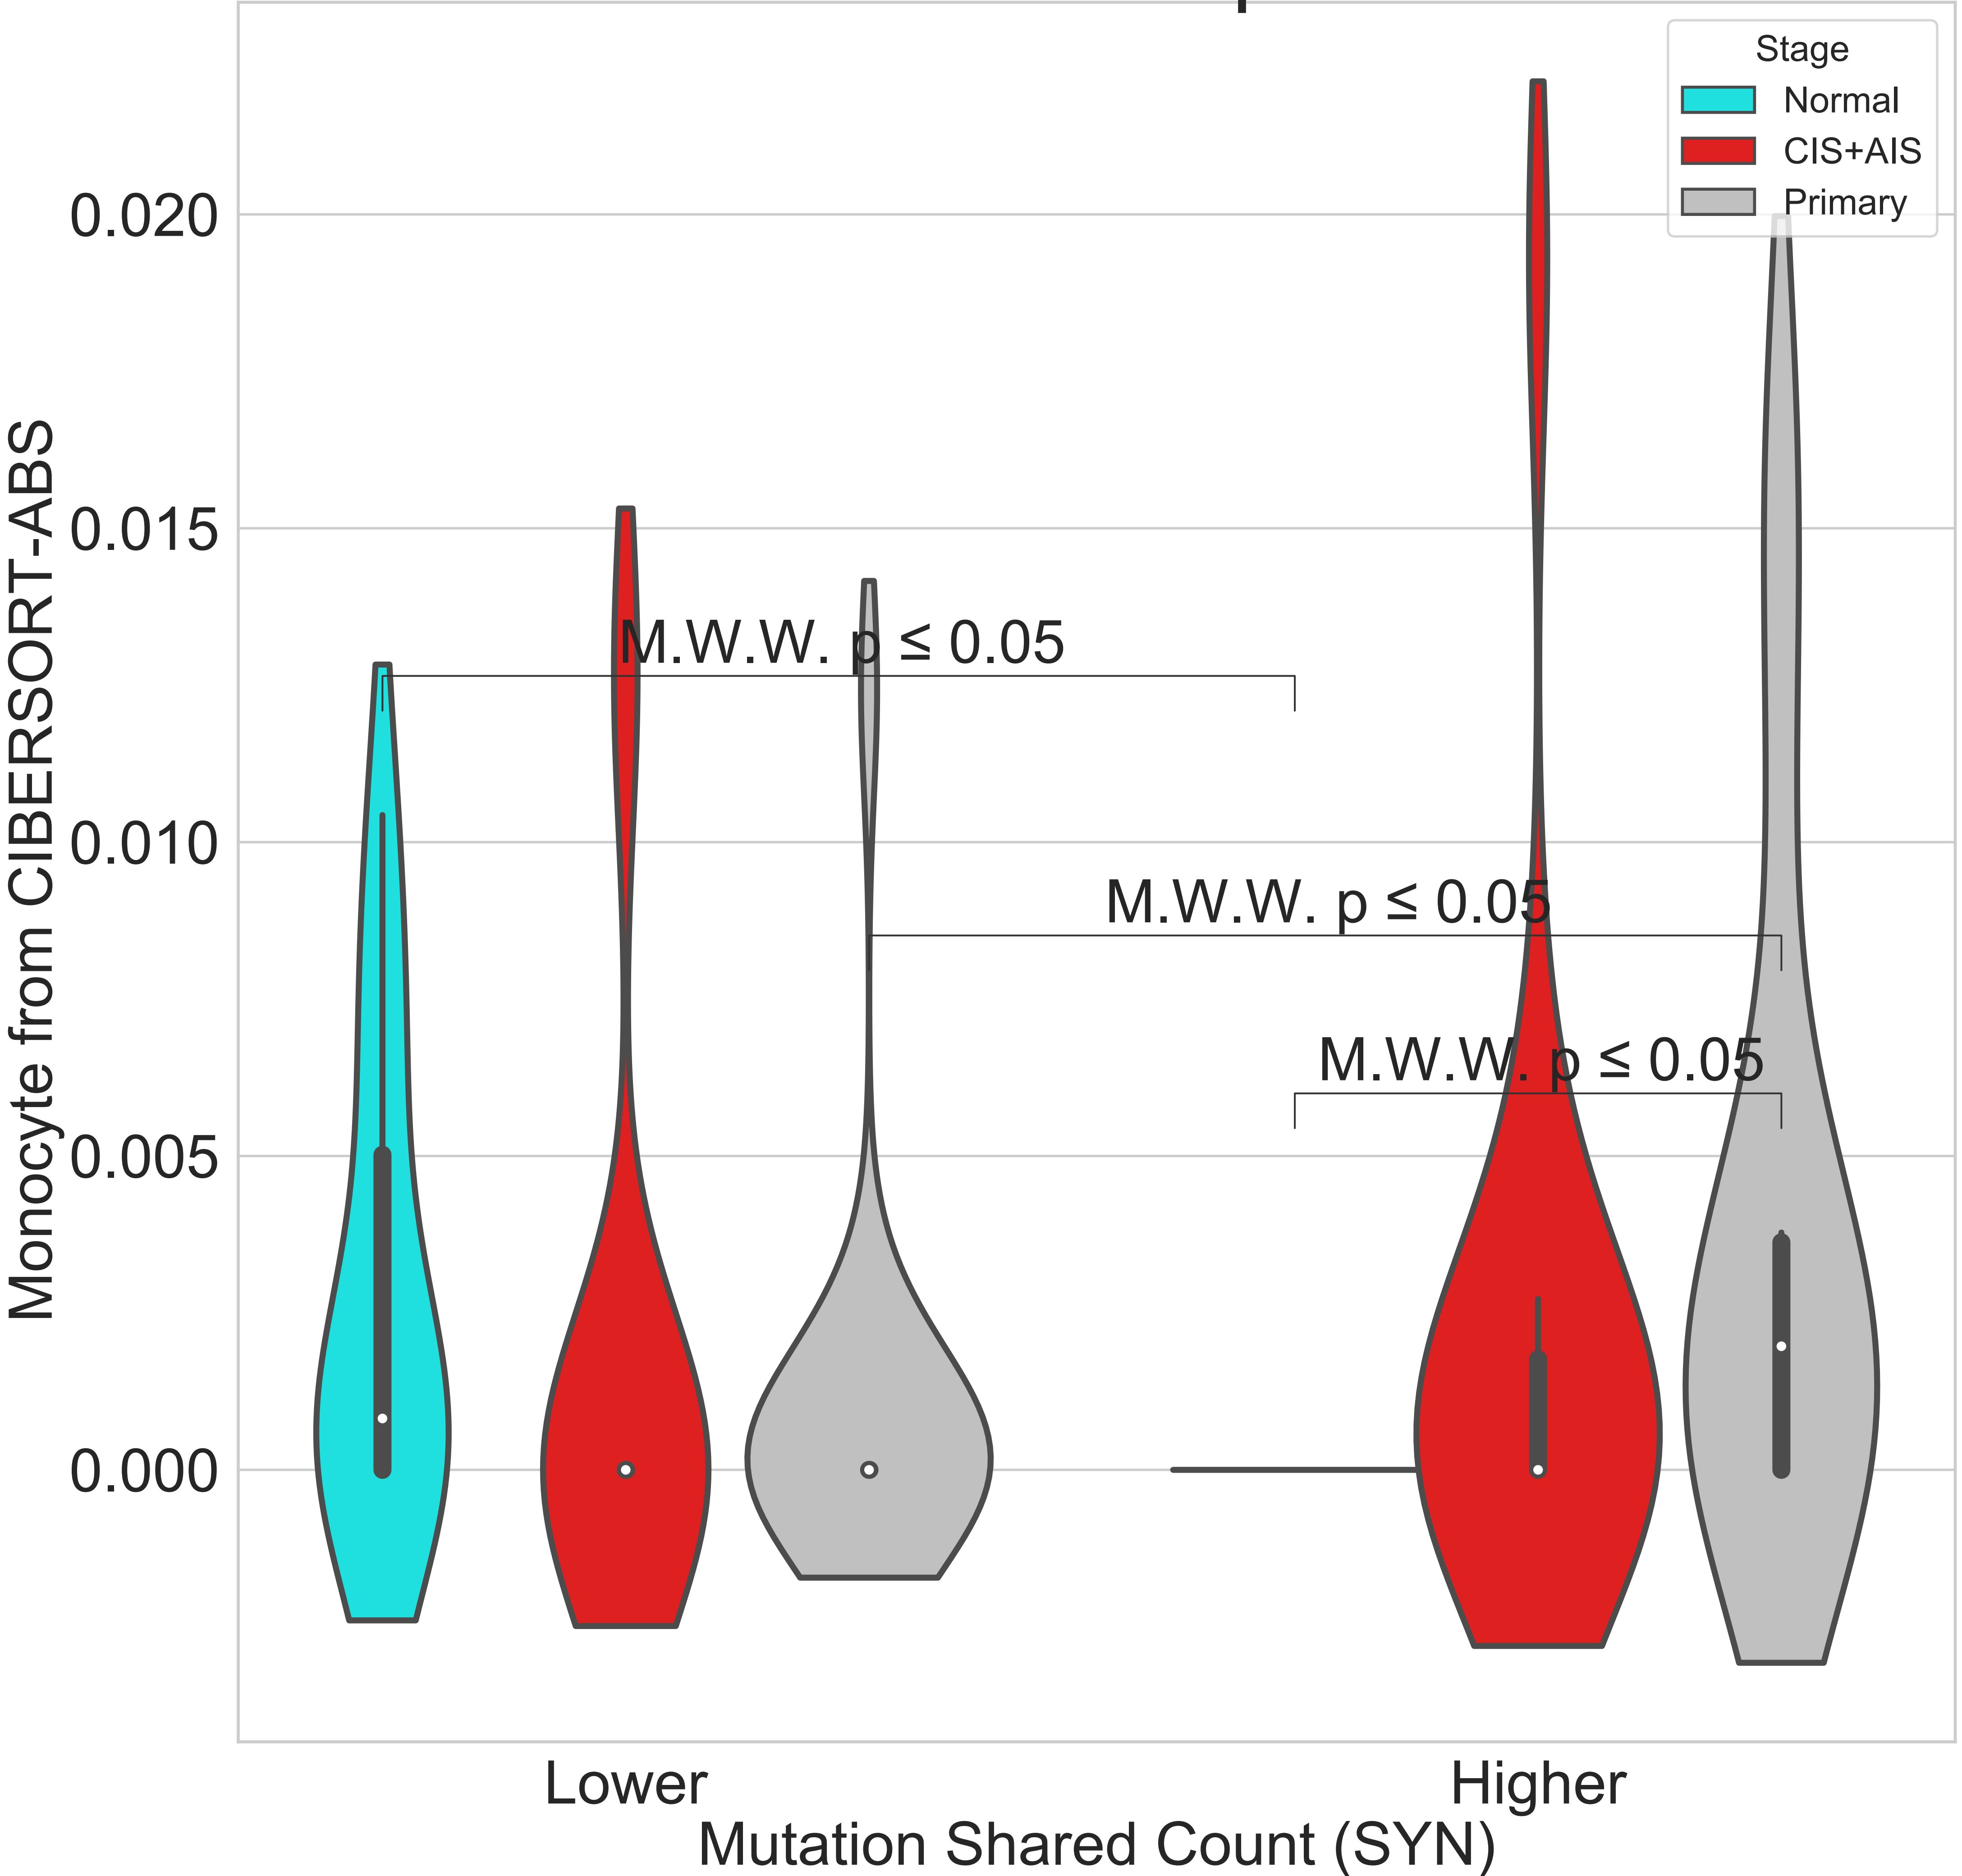 Stage
Normal
CIS+AIS
Primary
0.020
0.015
0.010
0.005
0.000
Monocyte from CIBERSORT-ABS
M.W.W. p ≤ 0.05
M.W.W. p ≤ 0.05
M.W.W. p ≤ 0.05
Lower
Higher
Mutation Shared Count (SYN)